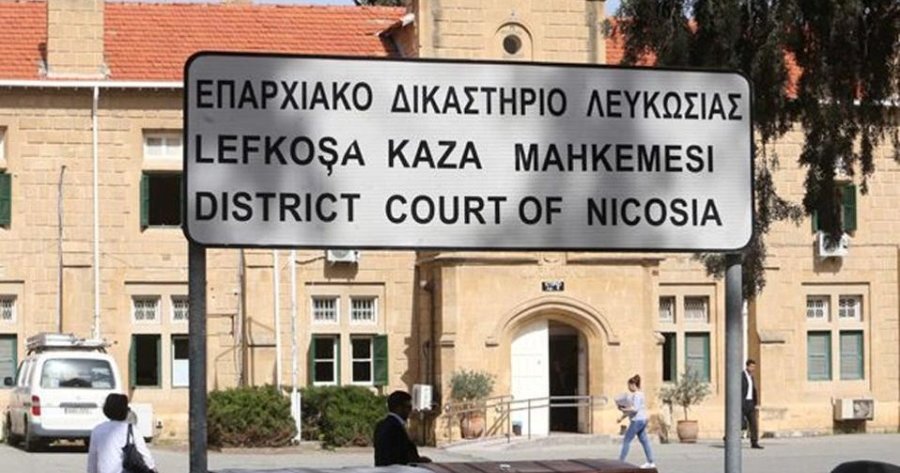 ΕΠΑΡΧΙΑΚΟ ΔΙΚΑΣΤΗΡΙΟ ΛΕΥΚΩΣΙΑΣ
LEFKOŞA KAZA MAHKEMESI
DISTRICT COURT OF NICOSIA